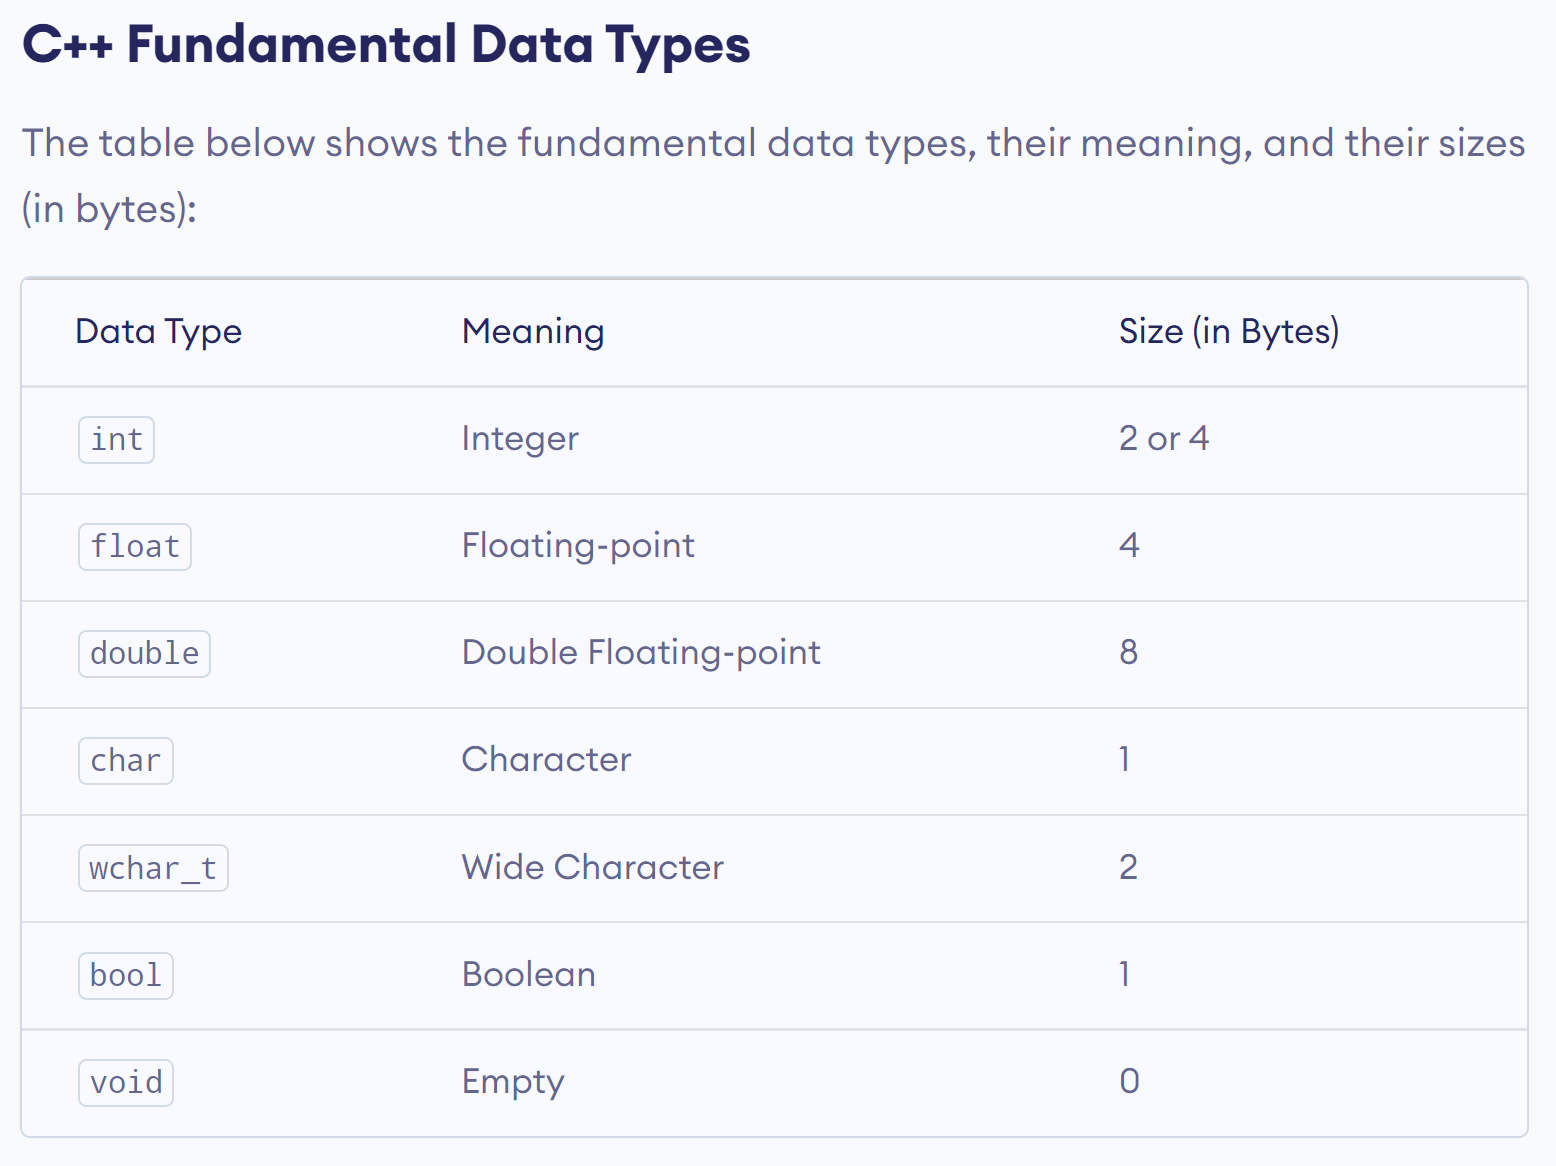 C++ Fundamental Data Types
The table below shows the fundamental data types, their meaning, and their sizes
(in bytes):
Data Type Meaning Size (in Bytes)
int Integer 2 or 4
float Floating-point 4
double Double Floating-point 8
char Character 1
wchar_t Wide Character 2
bool Boolean 1
void Empty 0